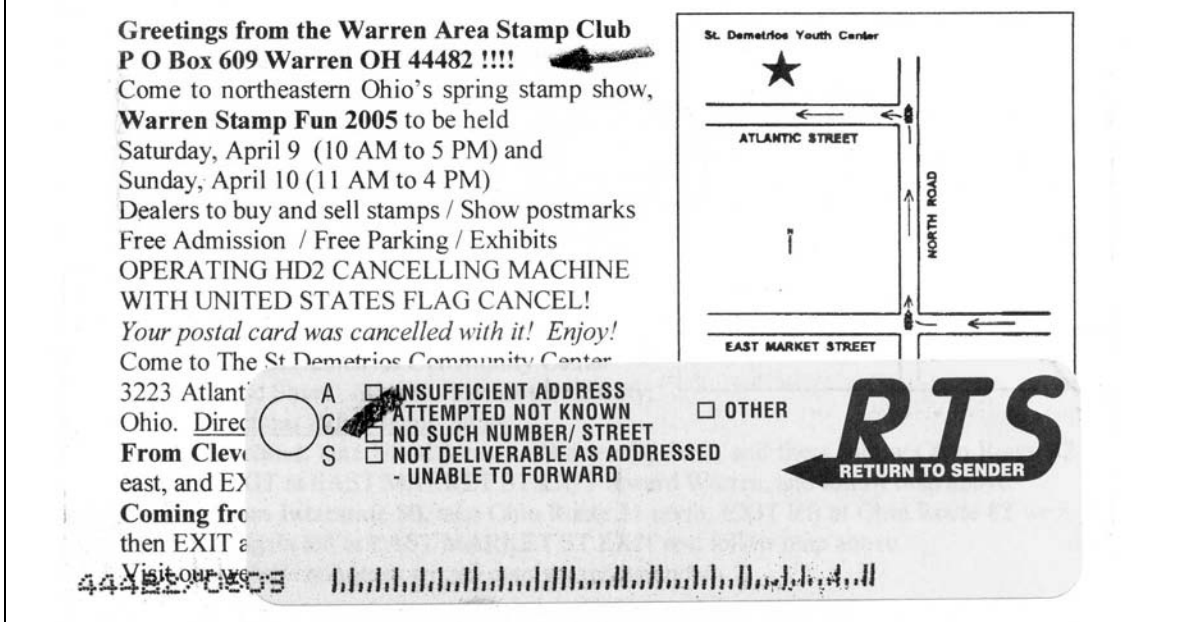 Greetings from the Warren Area Stamp Club
P O Box 609 Warren OH 44482 !!!!
Come to northeastern Ohio's spring stamp show,
Warren Stamp Fun 2005 to be held
Saturday, April 9 (10 AM to 5 PM) and
Sunday, April 10 (11 AM to 4 PM)
Dealers to buy and sell stamps / Show postmarks
Free Admission / Free Parking / Exhibits
OPERATING HD2 CANCELLING MACHINE
WITH UNITED STATES FLAG CANCEL!
Your postal card was cancelled with it! Enjoy!
Come to The St Demetrios Community Center
3223 Atlant
Ohio. Direc
From Cleve
east, and EX
Coming fro
then EXIT a
Visit our we
St. Demetrios Youth Center
ATLANTIC STREET
NORTH ROAD
N
EAST MARKET STREET
A
C
S
INSUFFICIENT ADDRESS
ATTEMPTED NOT KNOWN
NO SUCH NUMBER/ STREET
NOT DELIVERABLE AS ADDRESSED
- UNABLE TO FORWARD
OTHER
RTS
RETURN TO SENDER